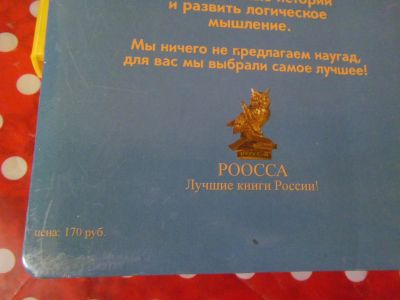 истории
и развить логическое
мышление.
Мы ничего не предлагаем наугад,
для вас мы выбрали самое лучшее!
РООССА
Лучшие книги России!
цена: 170 руб.